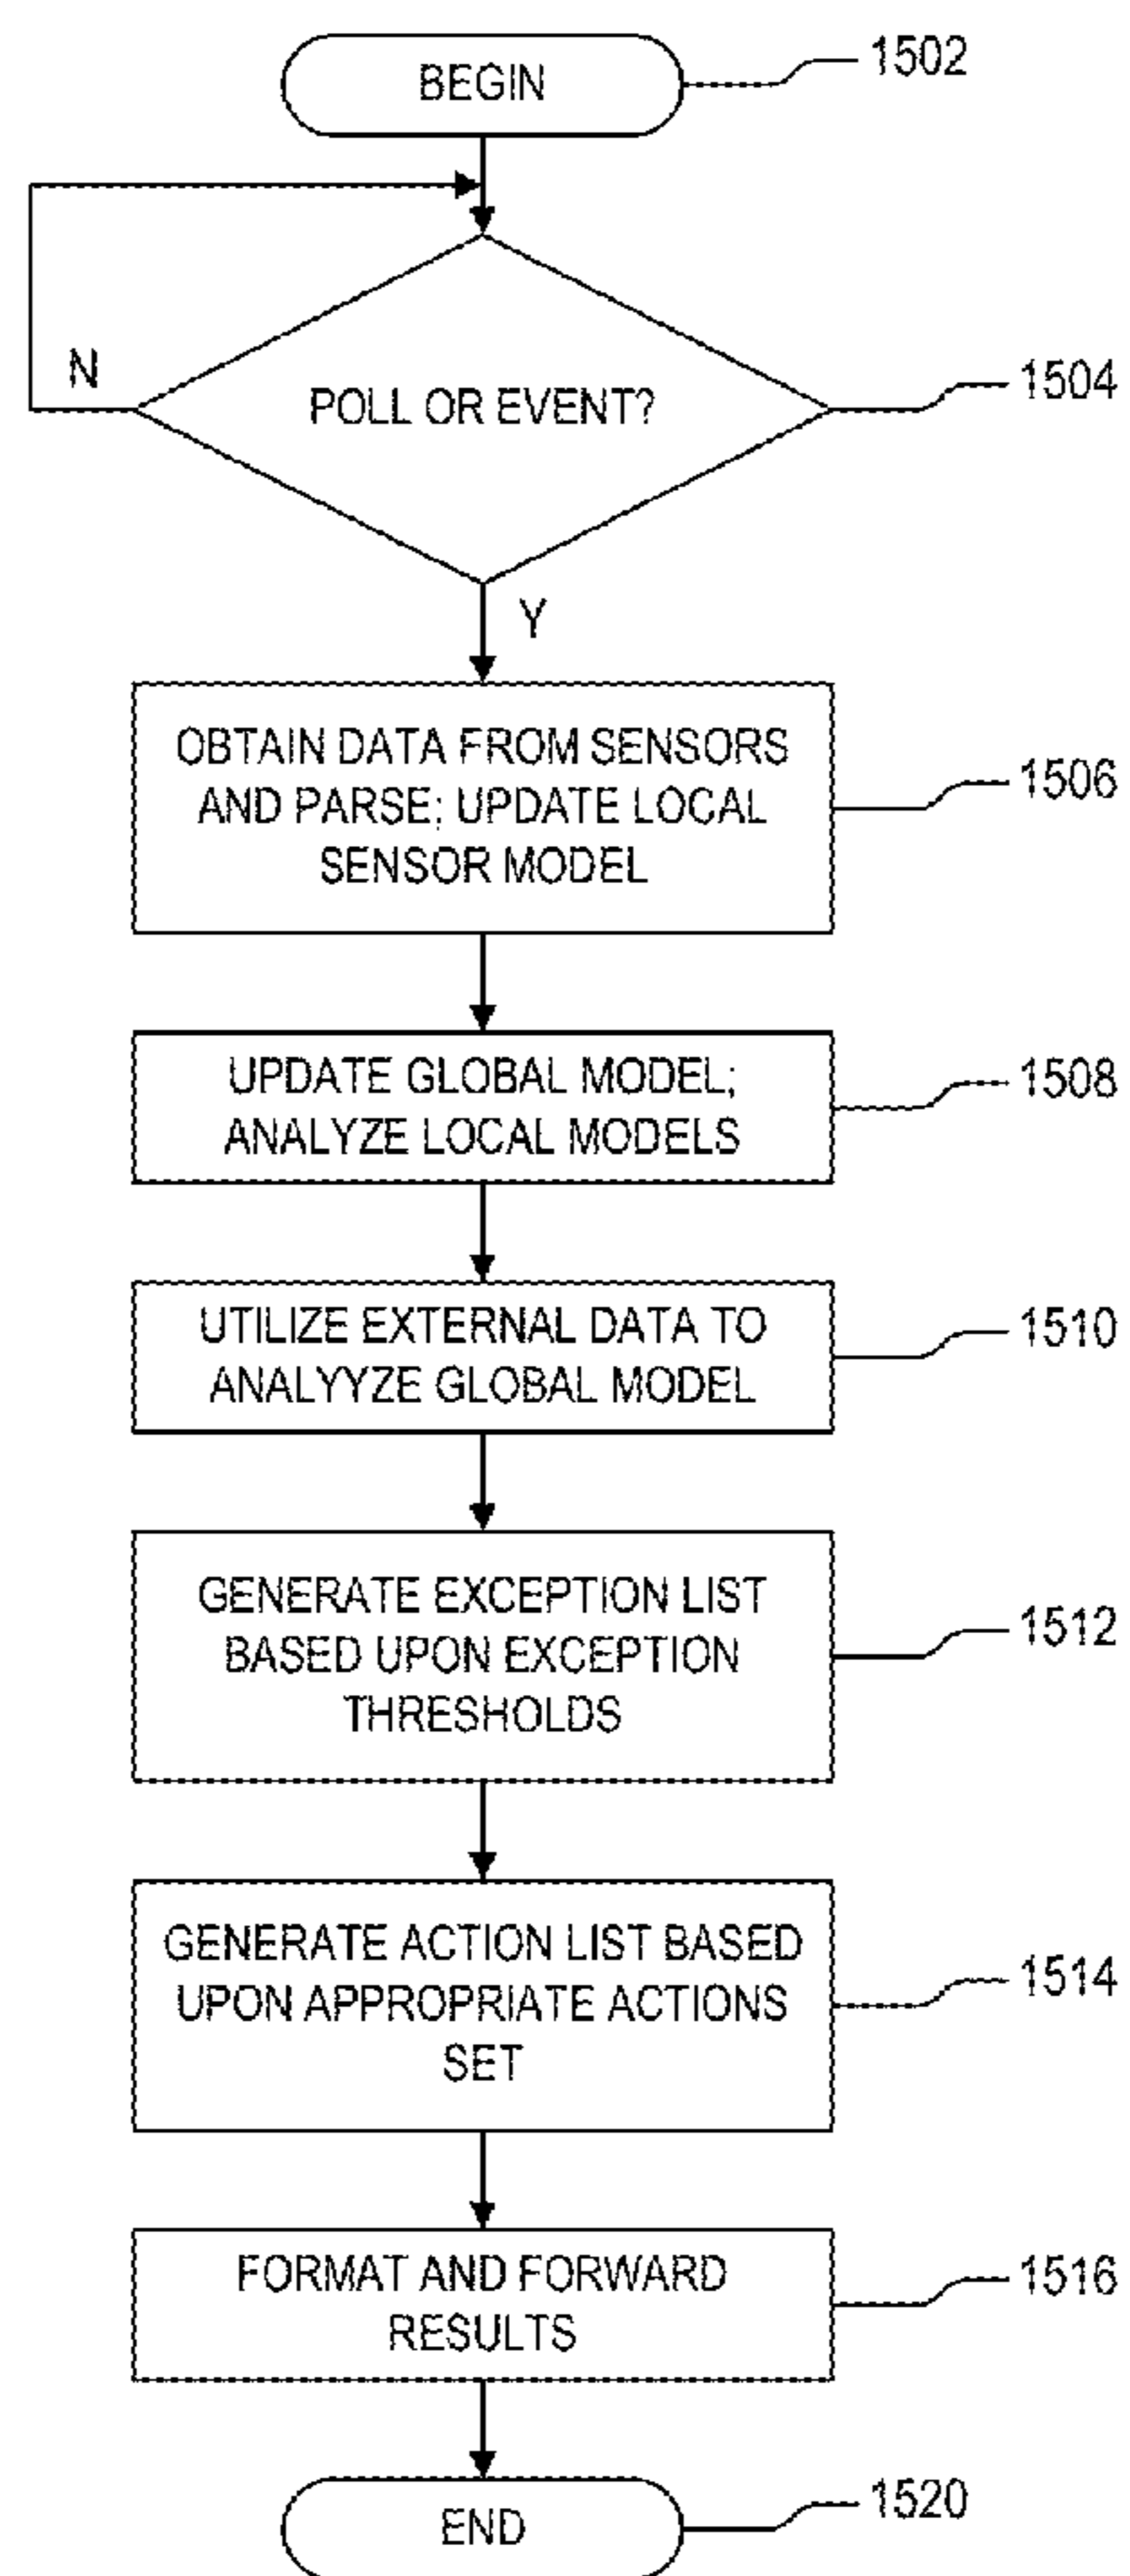 BEGIN
1502
N
POLL OR EVENT?
1504
Y
OBTAIN DATA FROM SENSORS
AND PARSE; UPDATE LOCAL
SENSOR MODEL
1506
UPDATE GLOBAL MODEL;
ANALYZE LOCAL MODELS
1508
UTILIZE EXTERNAL DATA TO
ANALYYZE GLOBAL MODEL
1510
GENERATE EXCEPTION LIST
BASED UPON EXCEPTION
THRESHOLDS
1512
GENERATE ACTION LIST BASED
UPON APPROPRIATE ACTIONS
SET
1514
FORMAT AND FORWARD
RESULTS
1516
END
1520